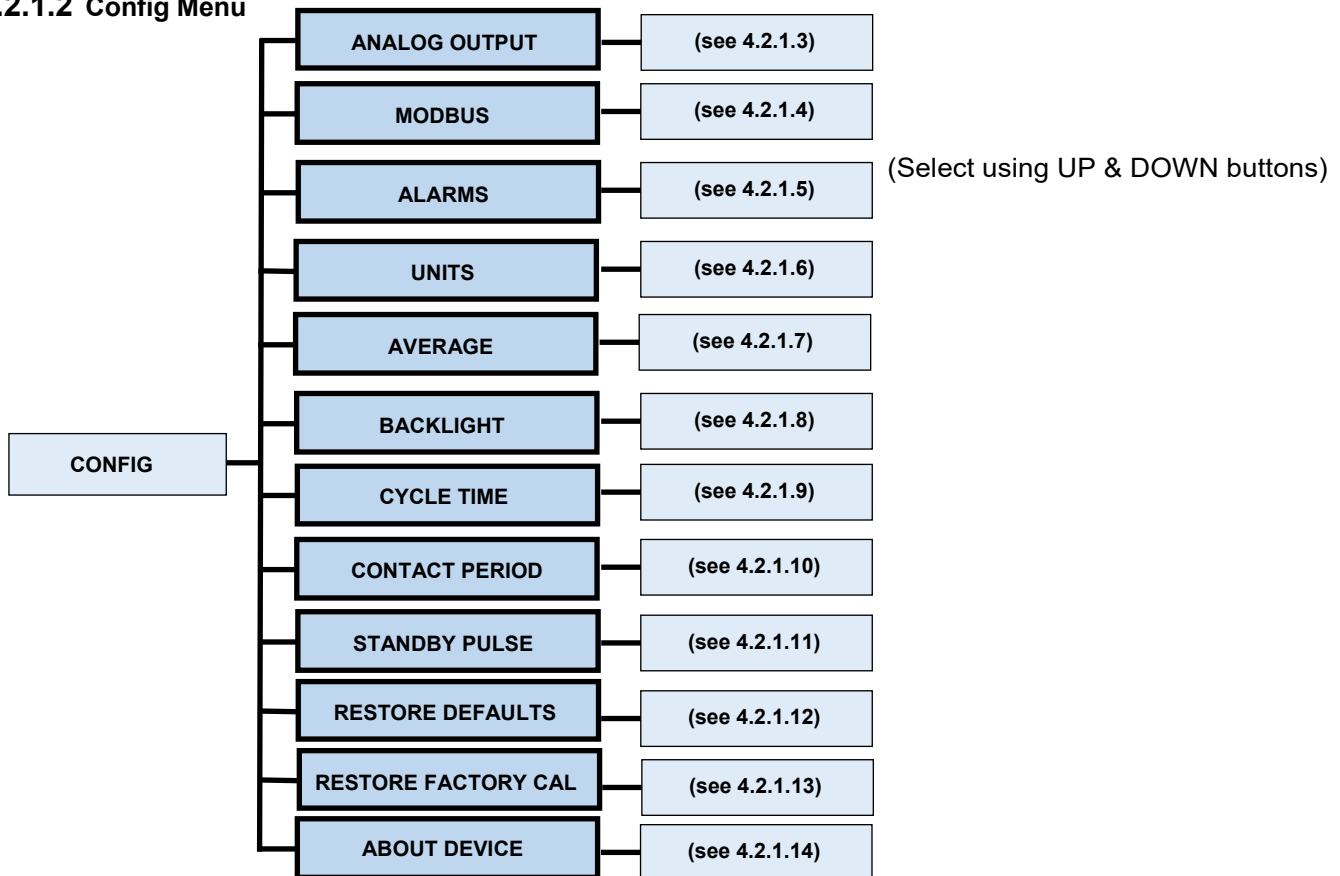 .2.1.2 Config Menu
ANALOG OUTPUT (see 4.2.1.3)
MODBUS (see 4.2.1.4)
(Select using UP & DOWN buttons)
ALARMS (see 4.2.1.5)
UNITS (see 4.2.1.6)
AVERAGE (see 4.2.1.7)
BACKLIGHT (see 4.2.1.8)
CONFIG
CYCLE TIME (see 4.2.1.9)
CONTACT PERIOD (see 4.2.1.10)
STANDBY PULSE (see 4.2.1.11)
RESTORE DEFAULTS (see 4.2.1.12)
RESTORE FACTORY CAL (see 4.2.1.13)
ABOUT DEVICE (see 4.2.1.14)